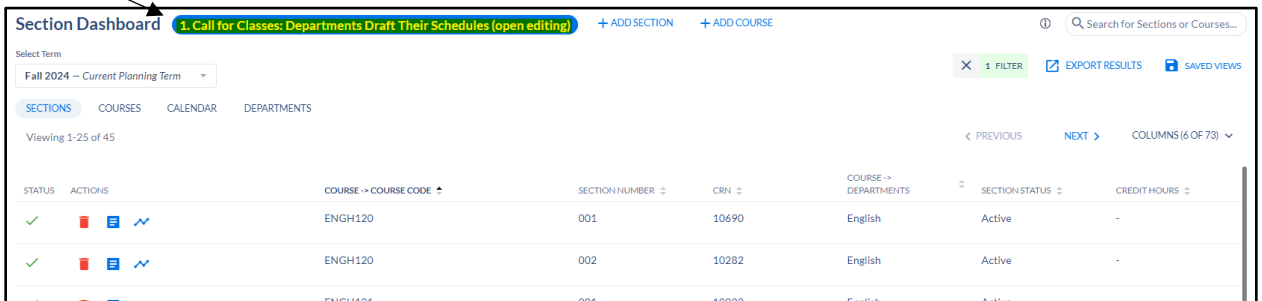 Section Dashboard 1. Call for Classes: Departments Draft Their Schedules (open editing) + ADD SECTION + ADD COURSE Search for Sections or Courses...
Select Term
Fall 2024 — Current Planning Term
1 FILTER EXPORT RESULTS SAVED VIEWS
SECTIONS COURSES CALENDAR DEPARTMENTS
Viewing 1-25 of 45 PREVIOUS NEXT COLUMNS (6 OF 73)
STATUS ACTIONS COURSE -> COURSE CODE SECTION NUMBER CRN COURSE -> DEPARTMENTS SECTION STATUS CREDIT HOURS
ENGH120 001 10690 English Active -
ENGH120 002 10282 English Active -